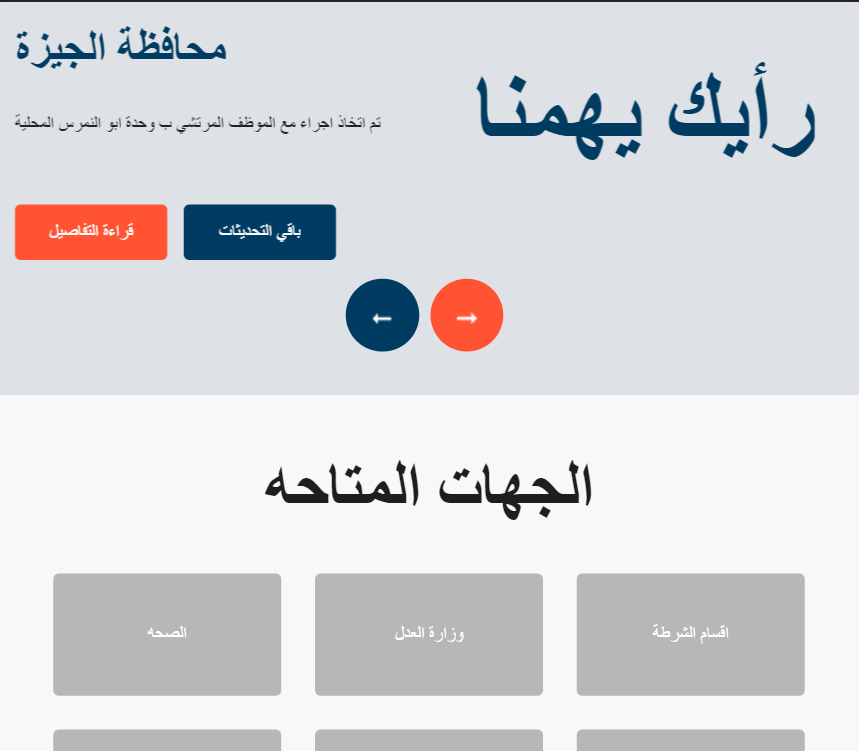 رأيك يهمنا
محافظة الجيزة
تم اتخاذ اجراء مع الموظف المرتشي ب وحدة ابو النمرس المحلية
باقي التحديثات
قراءة التفاصيل
→
←
الجهات المتاحه
اقسام الشرطة
وزارة العدل
الصحه